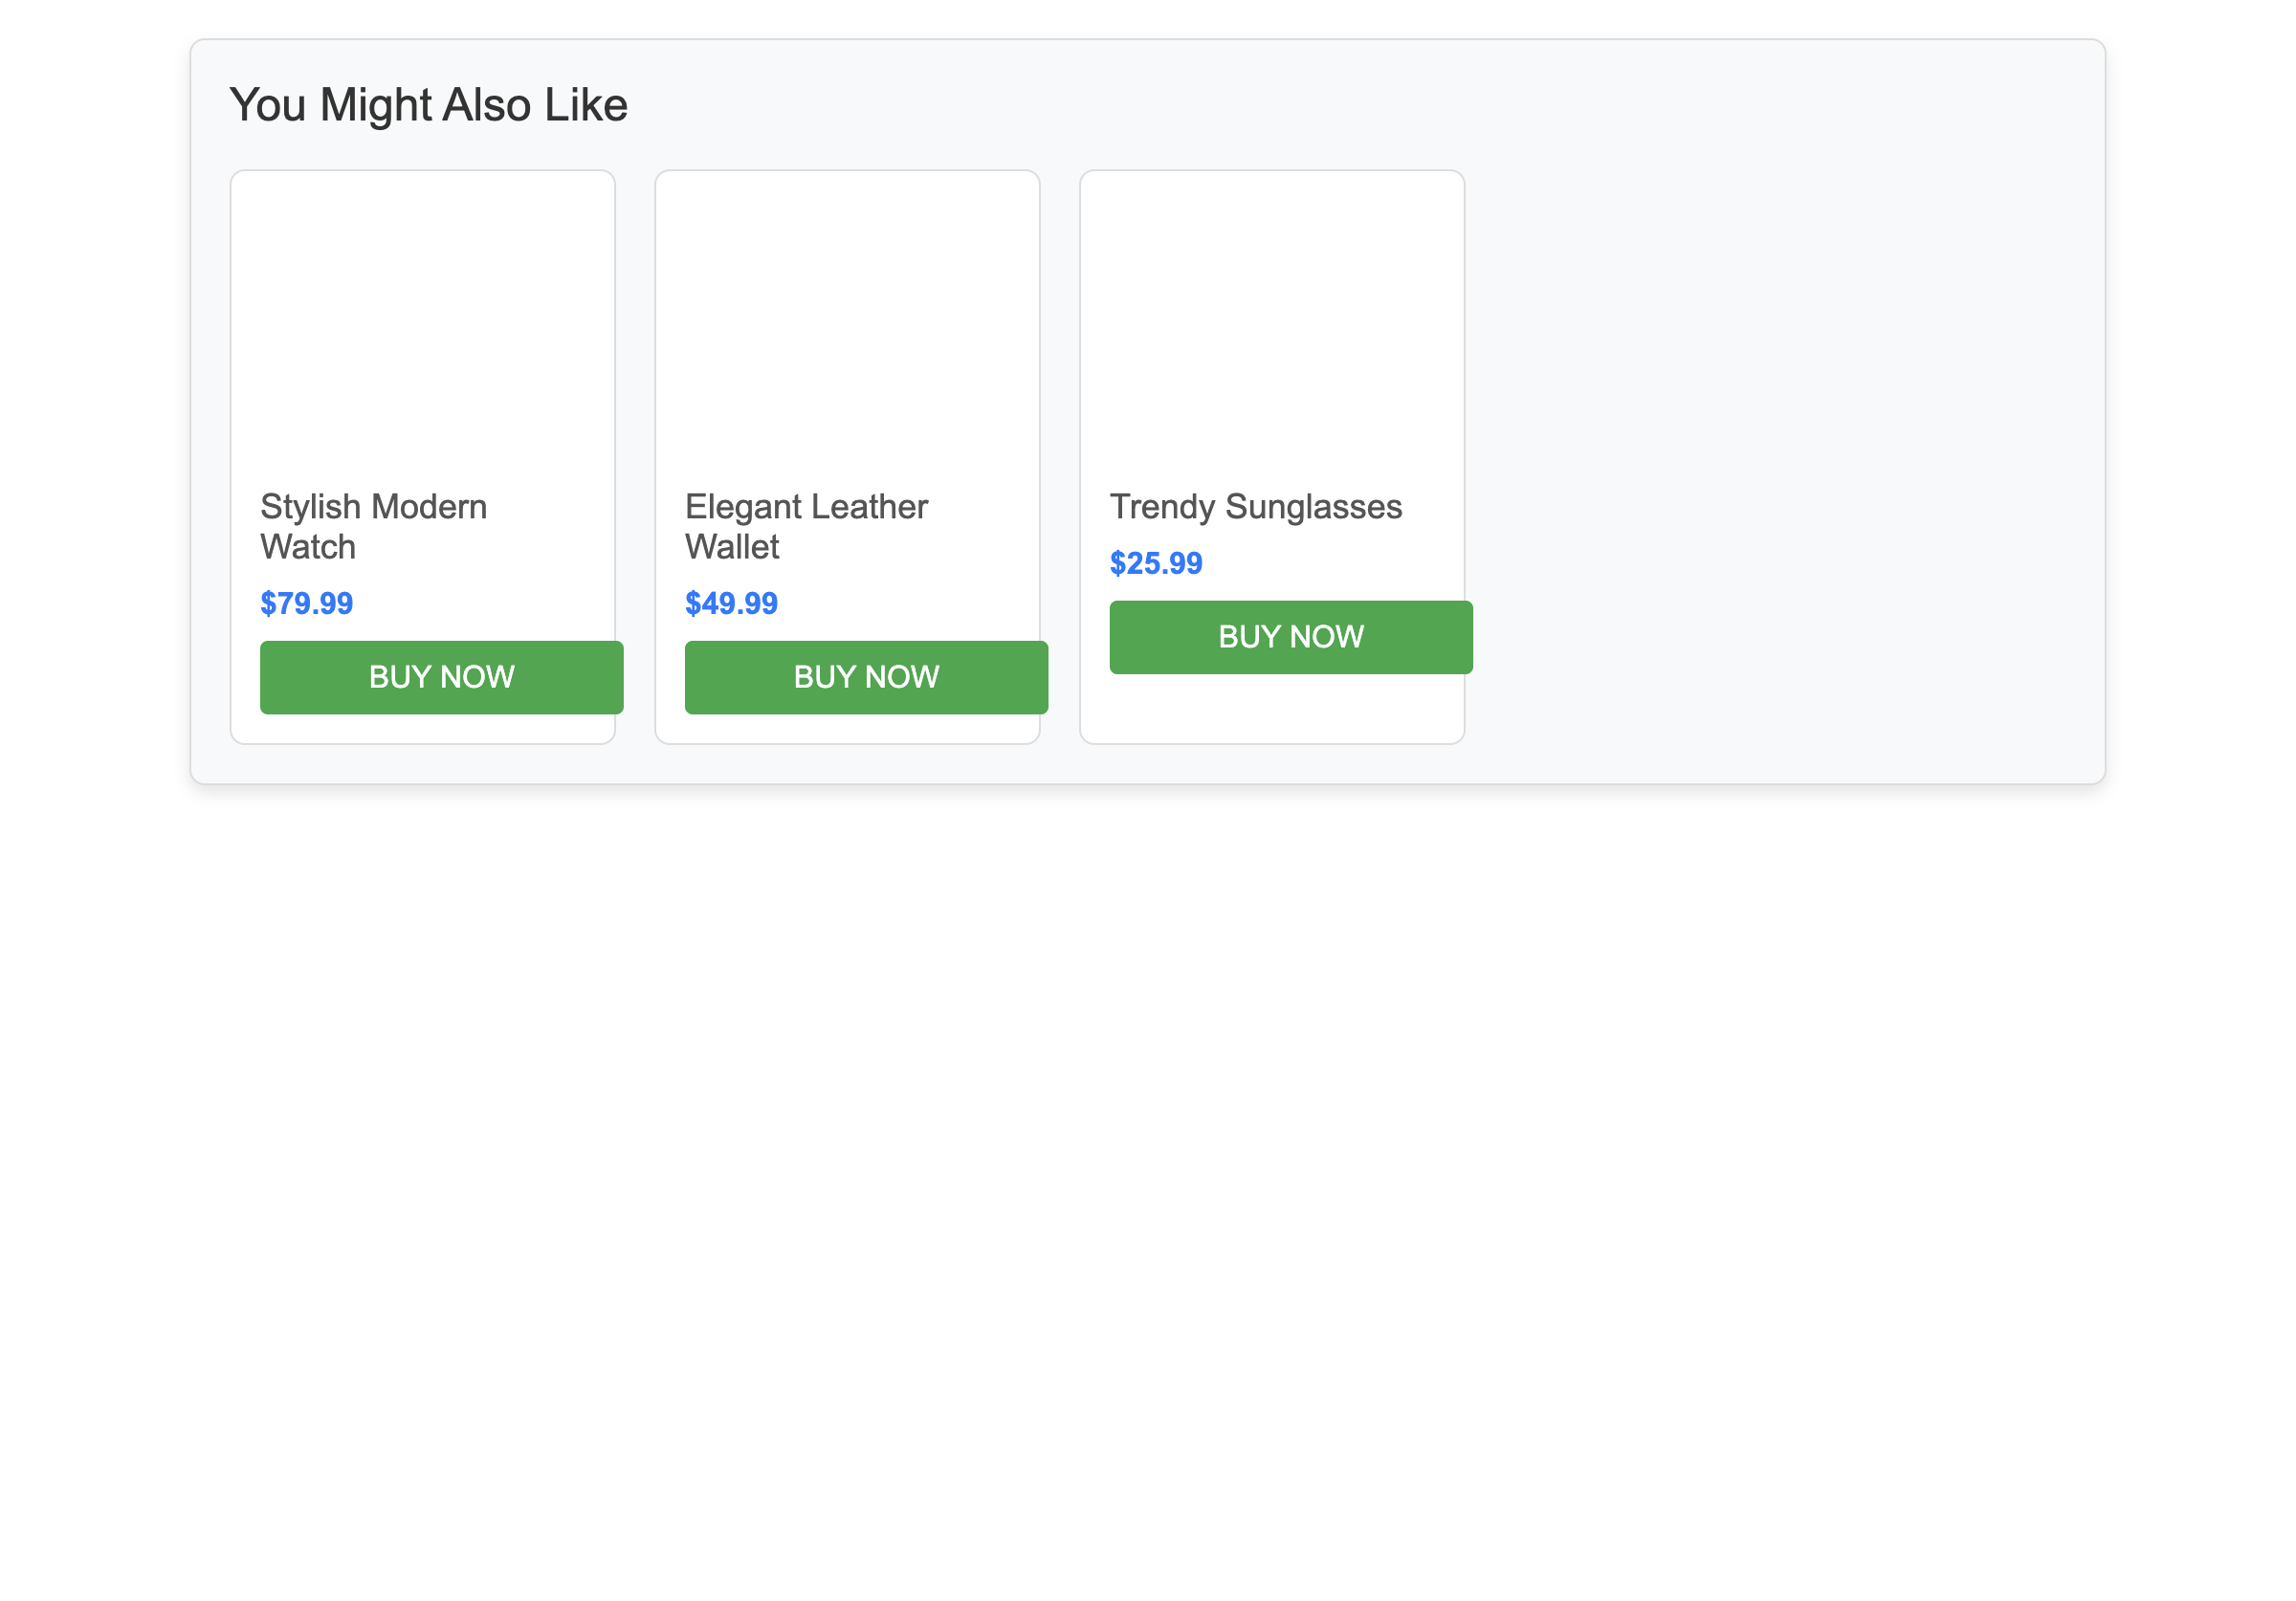 You Might Also Like
Stylish Modern
Watch
$79.99
BUY NOW
Elegant Leather
Wallet
$49.99
BUY NOW
Trendy Sunglasses
$25.99
BUY NOW